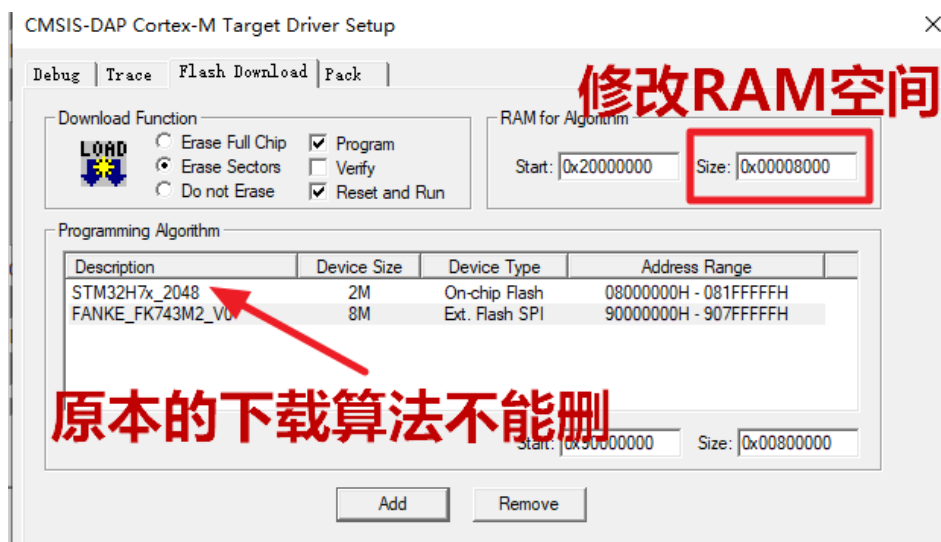 CMSIS-DAP Cortex-M Target Driver Setup
Debug Trace Flash Download Pack
修改RAM空间
Download Function
RAM for Algorithm
LOAD
Erase Full Chip Program
Erase Sectors Verify
Do not Erase Reset and Run
Start: 0x20000000 Size: 0x00008000
Programming Algorithm
Description Device Size Device Type Address Range
STM32H7x_2048 2M On-chip Flash 08000000H - 081FFFFFH
FANKE_FK743M2_V0 8M Ext. Flash SPI 90000000H - 907FFFFFH
原本的下载算法不能删
Start: 0x90000000 Size: 0x00800000
Add Remove